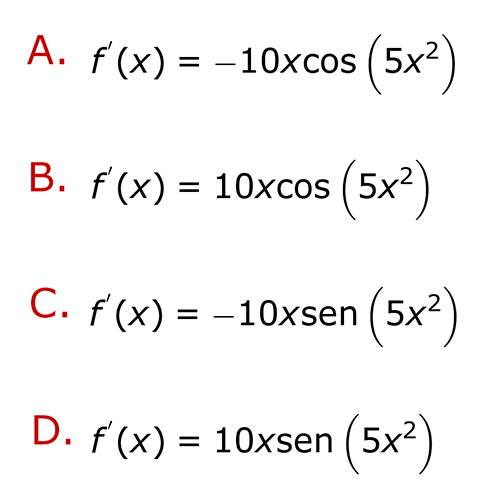 A. f′(x) = −10xcos(5x²)
B. f′(x) = 10xcos(5x²)
C. f′(x) = −10xsen(5x²)
D. f′(x) = 10xsen(5x²)